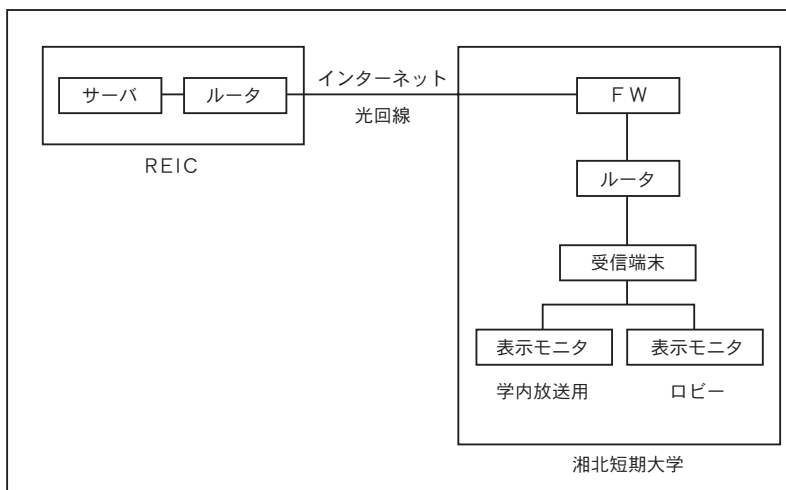 サーバ
ルータ
REIC
インターネット
光回線
FW
ルータ
受信端末
表示モニタ
表示モニタ
学内放送用
ロビー
湘北短期大学